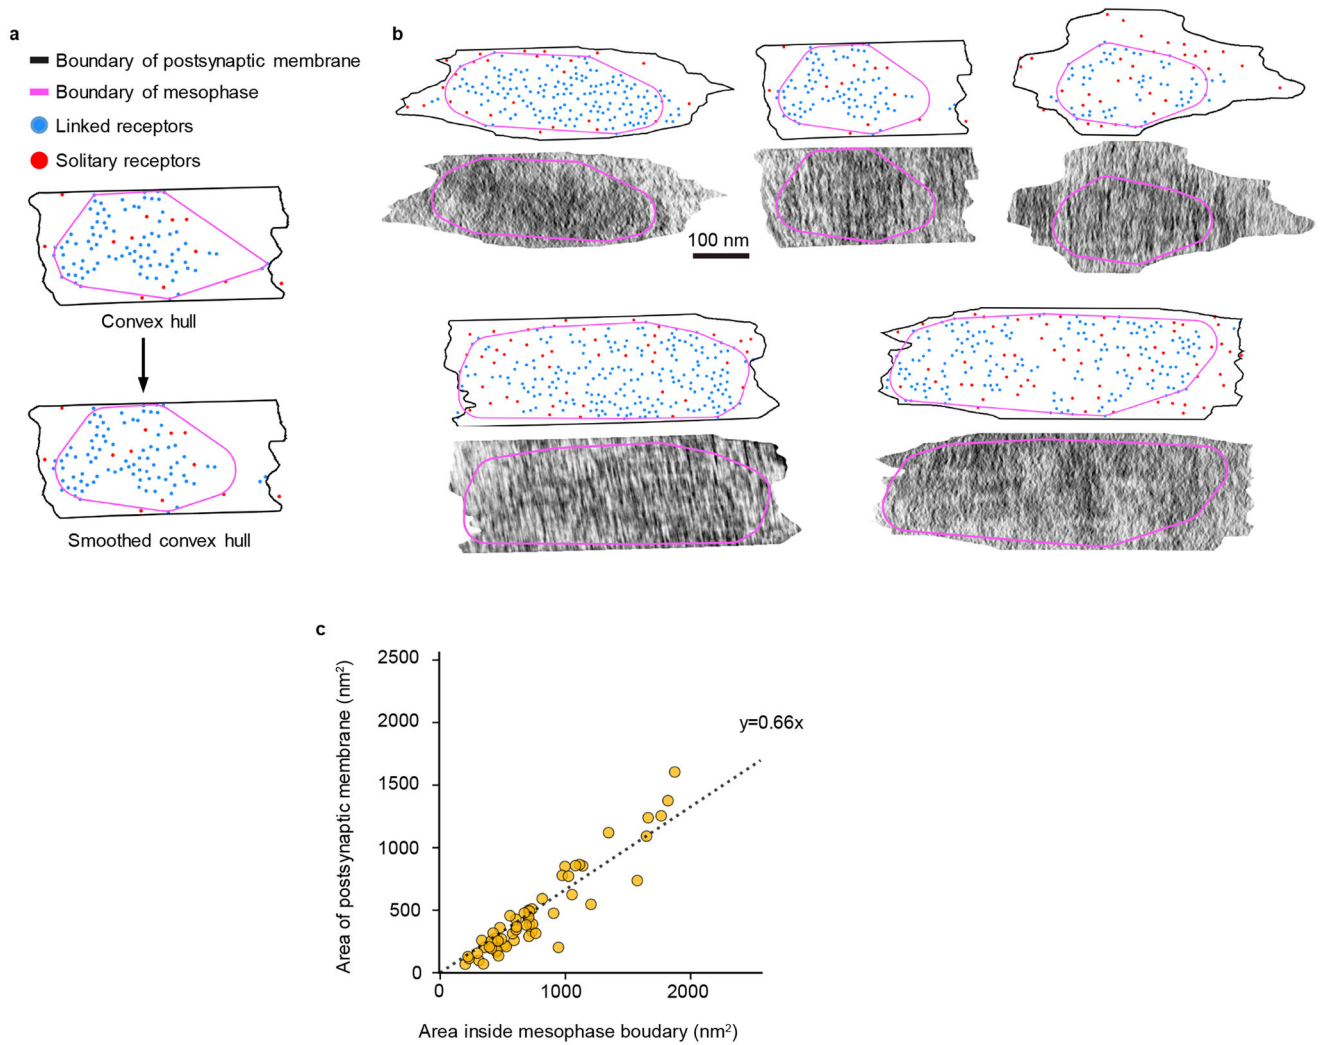 a
Boundary of postsynaptic membrane
Boundary of mesophase
Linked receptors
Solitary receptors
Convex hull
Smoothed convex hull
b
100 nm
c
Area of postsynaptic membrane (nm²)
2500
2000
1500
1000
500
0
y=0.66x
0 1000 2000
Area inside mesophase boudary (nm²)